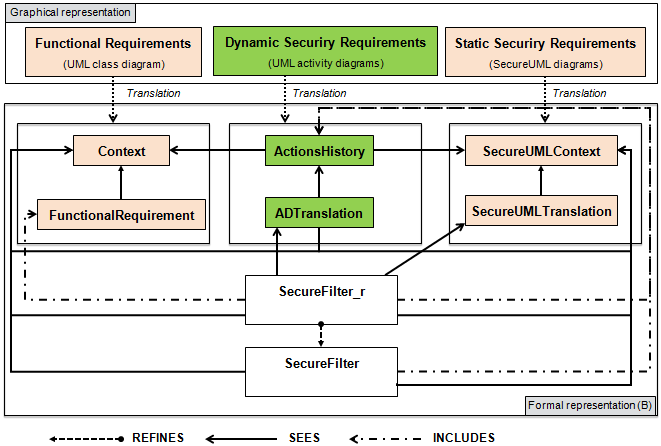 Graphical representation
Functional Requirements
(UML class diagram)
Dynamic Securiry Requirements
(UML activity diagrams)
Static Securiry Requirements
(SecureUML diagrams)
Translation
Translation
Translation
Context
ActionsHistory
SecureUMLContext
FunctionalRequirement
ADTranslation
SecureUMLTranslation
SecureFilter_r
SecureFilter
Formal representation (B)
REFINES
SEES
INCLUDES